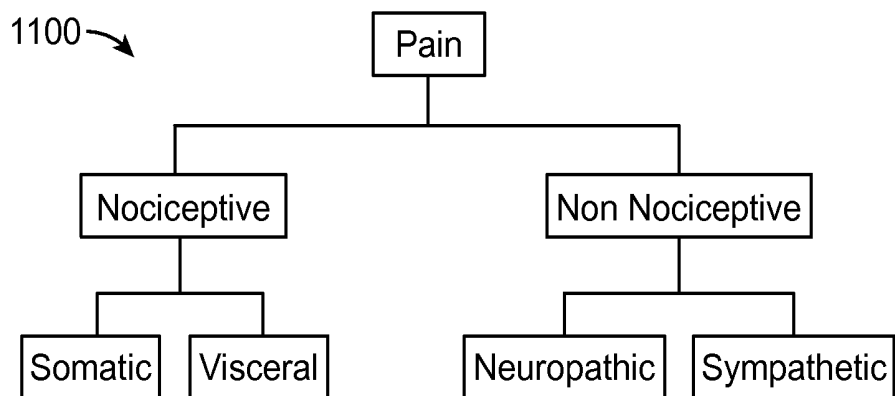 1100
Pain
Nociceptive
Non Nociceptive
Somatic
Visceral
Neuropathic
Sympathetic